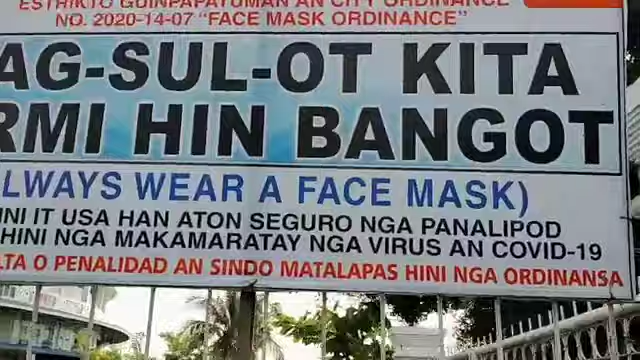 ESTRIKTO GUINPAPATUMAN AN CITY ORDINANCE
NO. 2020-14-07 "FACE MASK ORDINANCE"
AG-SUL-OT KITA
RMI HIN BANGOT
LWAYS WEAR A FACE MASK)
INI IT USA HAN ATON SEGURO NGA PANALIPOD
HINI NGA MAKAMARATAY NGA VIRUS AN COVID-19
TA O PENALIDAD AN SINDO MATALAPAS HINI NGA ORDINANSA